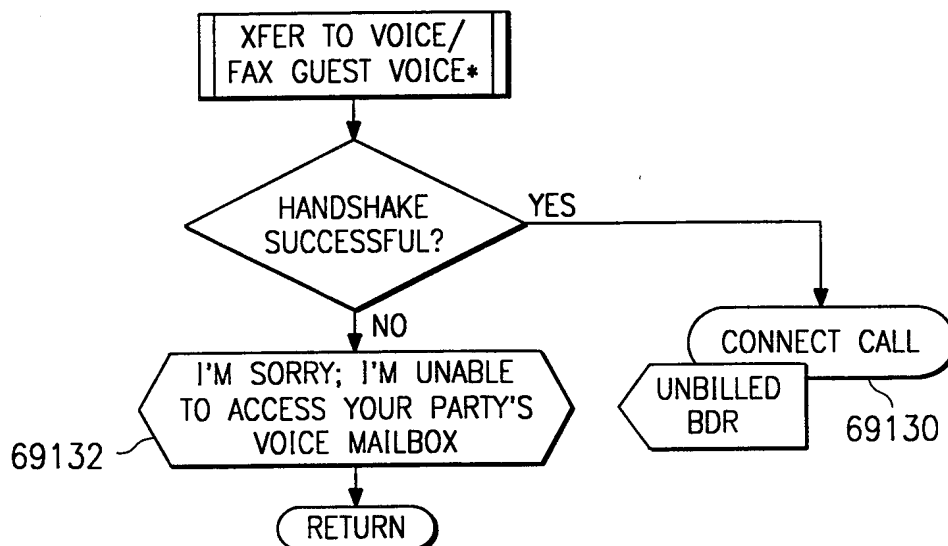 XFER TO VOICE/
FAX GUEST VOICE*
HANDSHAKE
SUCCESSFUL?
YES
NO
CONNECT CALL
UNBILLED
BDR
69130
I'M SORRY; I'M UNABLE
TO ACCESS YOUR PARTY'S
VOICE MAILBOX
69132
RETURN